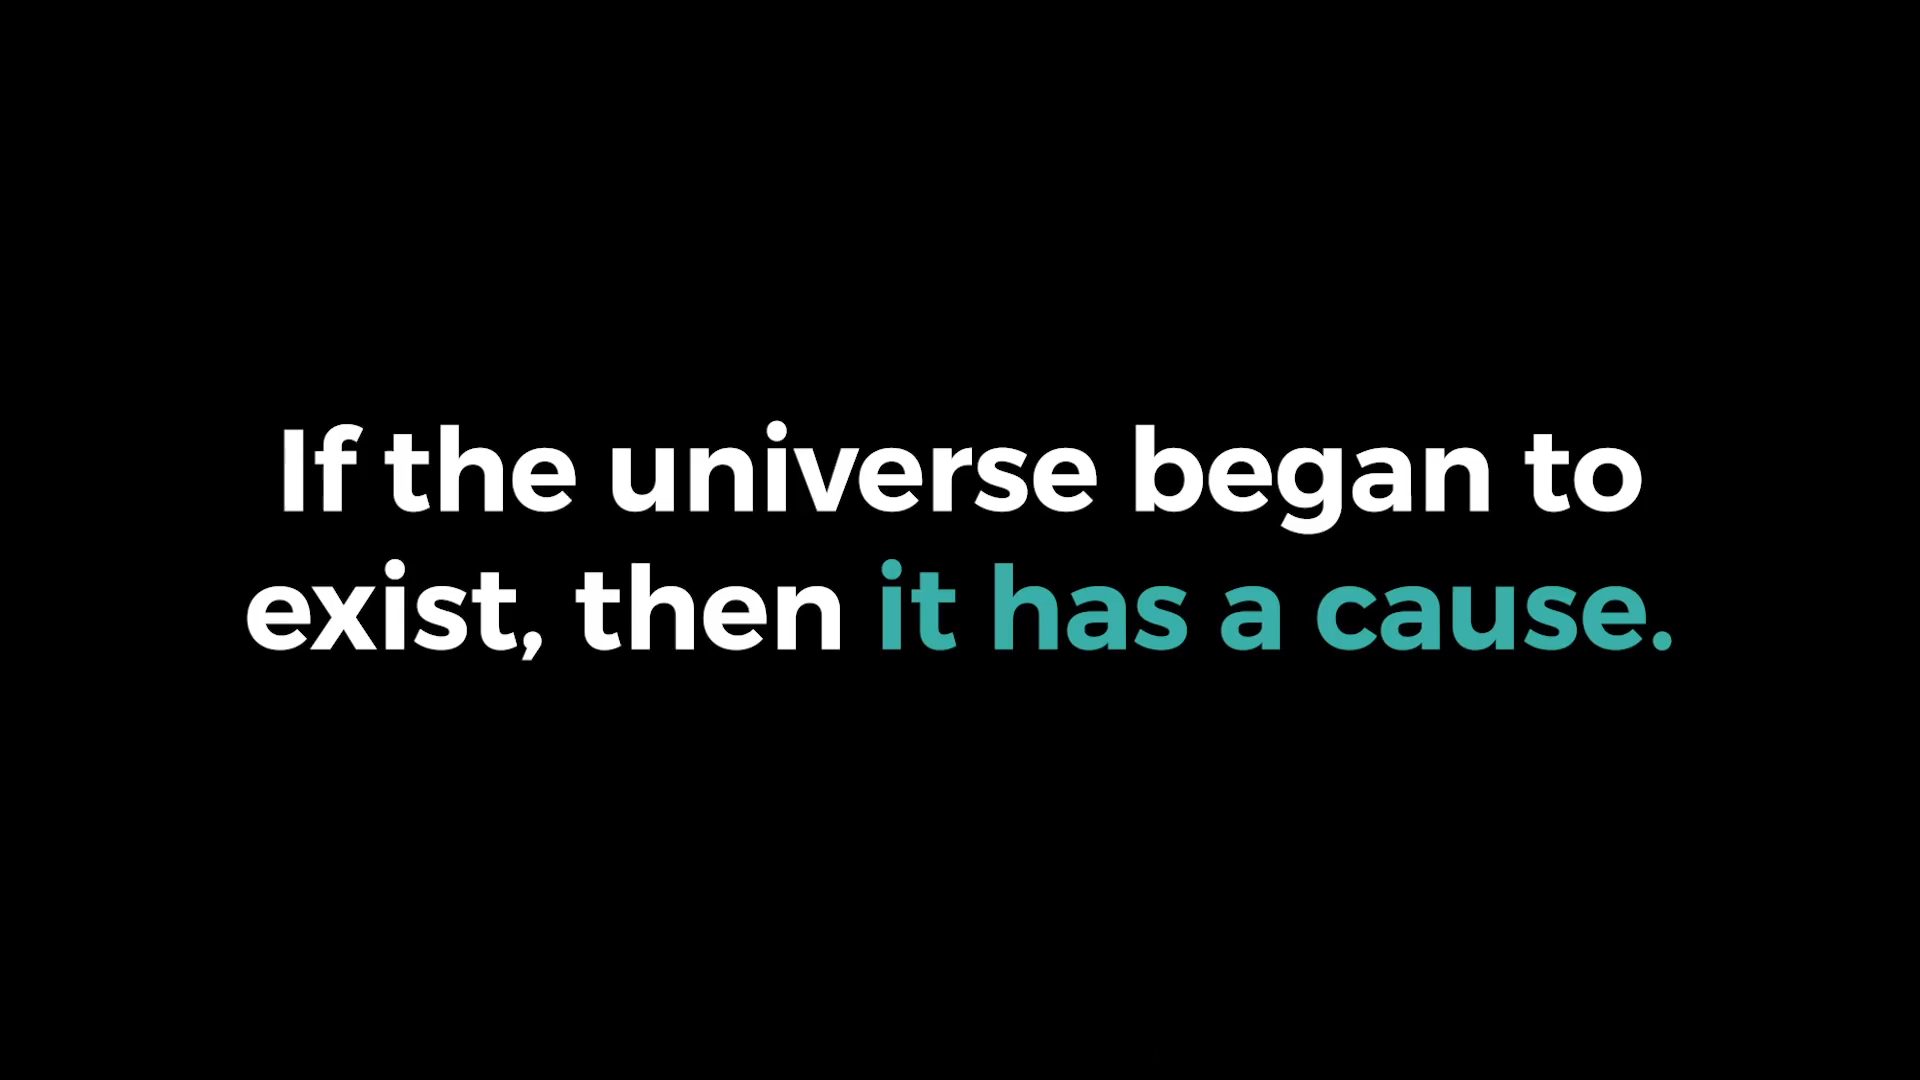 If the universe began to
exist, then it has a cause.